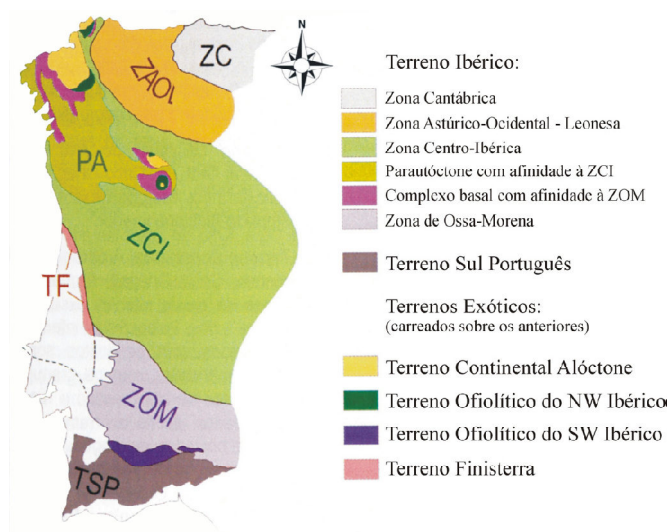 N
ZC
ZAOL
PA
ZCI
TF
ZOM
TSP
Terreno Ibérico:
Zona Cantábrica
Zona Astúrico-Ocidental - Leonesa
Zona Centro-Ibérica
Parautóctone com afinidade à ZCI
Complexo basal com afinidade à ZOM
Zona de Ossa-Morena
Terreno Sul Português
Terrenos Exóticos:
(carreados sobre os anteriores)
Terreno Continental Alóctone
Terreno Ofiolítico do NW Ibérico
Terreno Ofiolítico do SW Ibérico
Terreno Finisterra